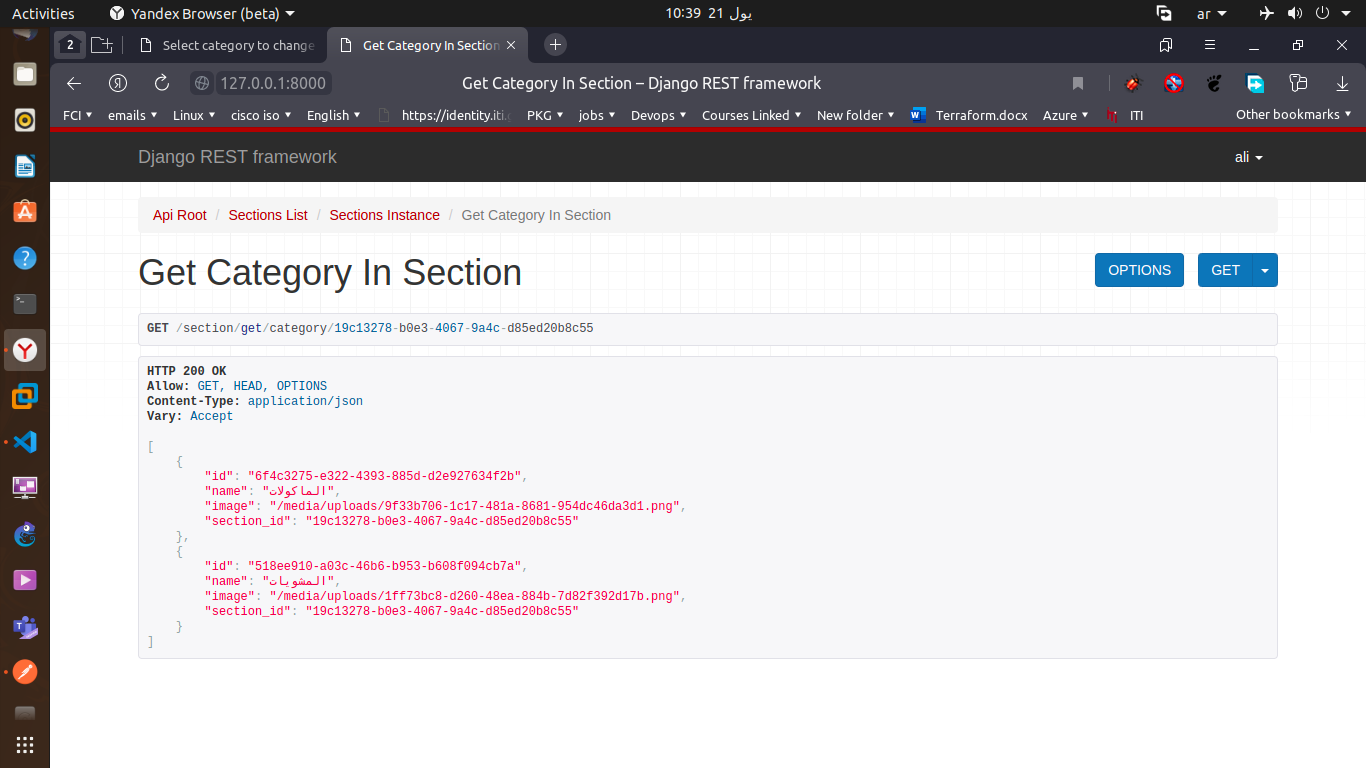 Activities
Yandex Browser (beta)
10:39 21 يول
ar
2
Select category to change
Get Category In Section
127.0.0.1:8000
Get Category In Section – Django REST framework
FCI
emails
Linux
cisco iso
English
https://identity.iti.
PKG
jobs
Devops
Courses Linked
New folder
Terraform.docx
Azure
ITI
Other bookmarks
Django REST framework
ali
Api Root / Sections List / Sections Instance / Get Category In Section
Get Category In Section
OPTIONS
GET
GET /section/get/category/19c13278-b0e3-4067-9a4c-d85ed20b8c55
HTTP 200 OK
Allow: GET, HEAD, OPTIONS
Content-Type: application/json
Vary: Accept
[
{
"id": "6f4c3275-e322-4393-885d-d2e927634f2b",
"name": "الماكولات",
"image": "/media/uploads/9f33b706-1c17-481a-8681-954dc46da3d1.png",
"section_id": "19c13278-b0e3-4067-9a4c-d85ed20b8c55"
},
{
"id": "518ee910-a03c-46b6-b953-b608f094cb7a",
"name": "المشويات",
"image": "/media/uploads/1ff73bc8-d260-48ea-884b-7d82f392d17b.png",
"section_id": "19c13278-b0e3-4067-9a4c-d85ed20b8c55"
}
]